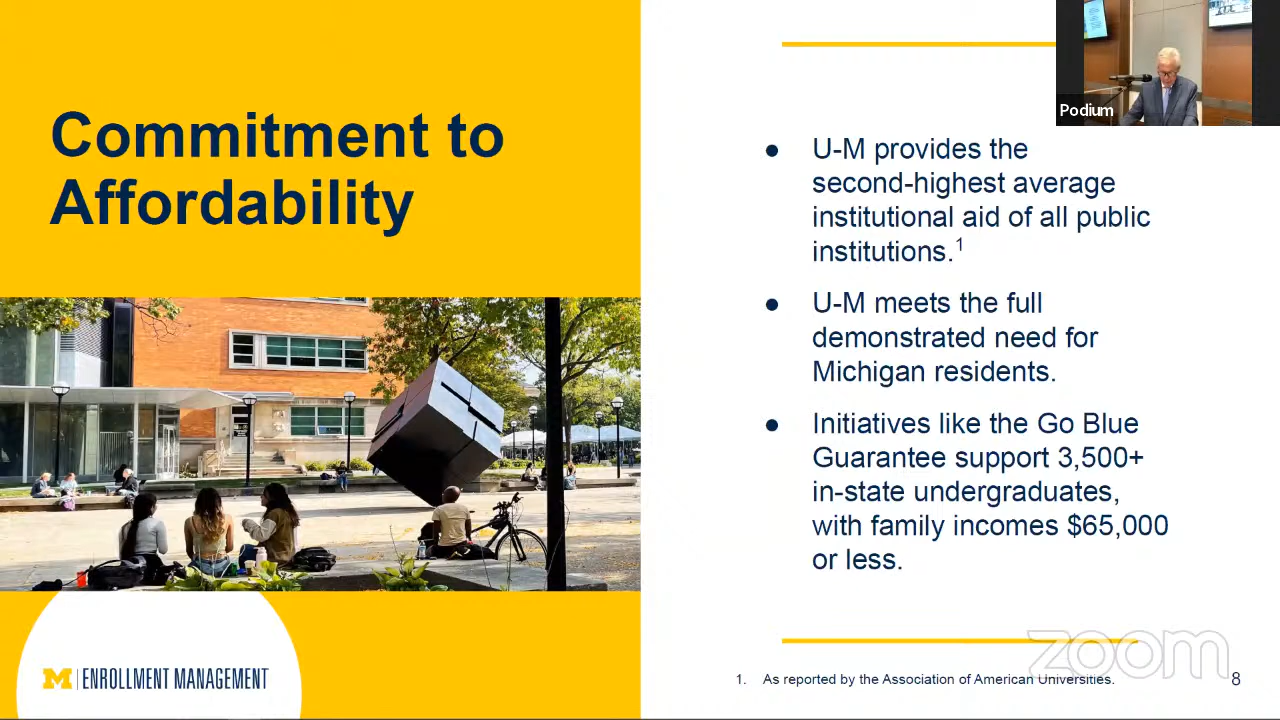 Commitment to
Affordability
M | ENROLLMENT MANAGEMENT
Podium
● U-M provides the
second-highest average
institutional aid of all public
institutions.¹
● U-M meets the full
demonstrated need for
Michigan residents.
● Initiatives like the Go Blue
Guarantee support 3,500+
in-state undergraduates,
with family incomes $65,000
or less.
zoom
1. As reported by the Association of American Universities.
8